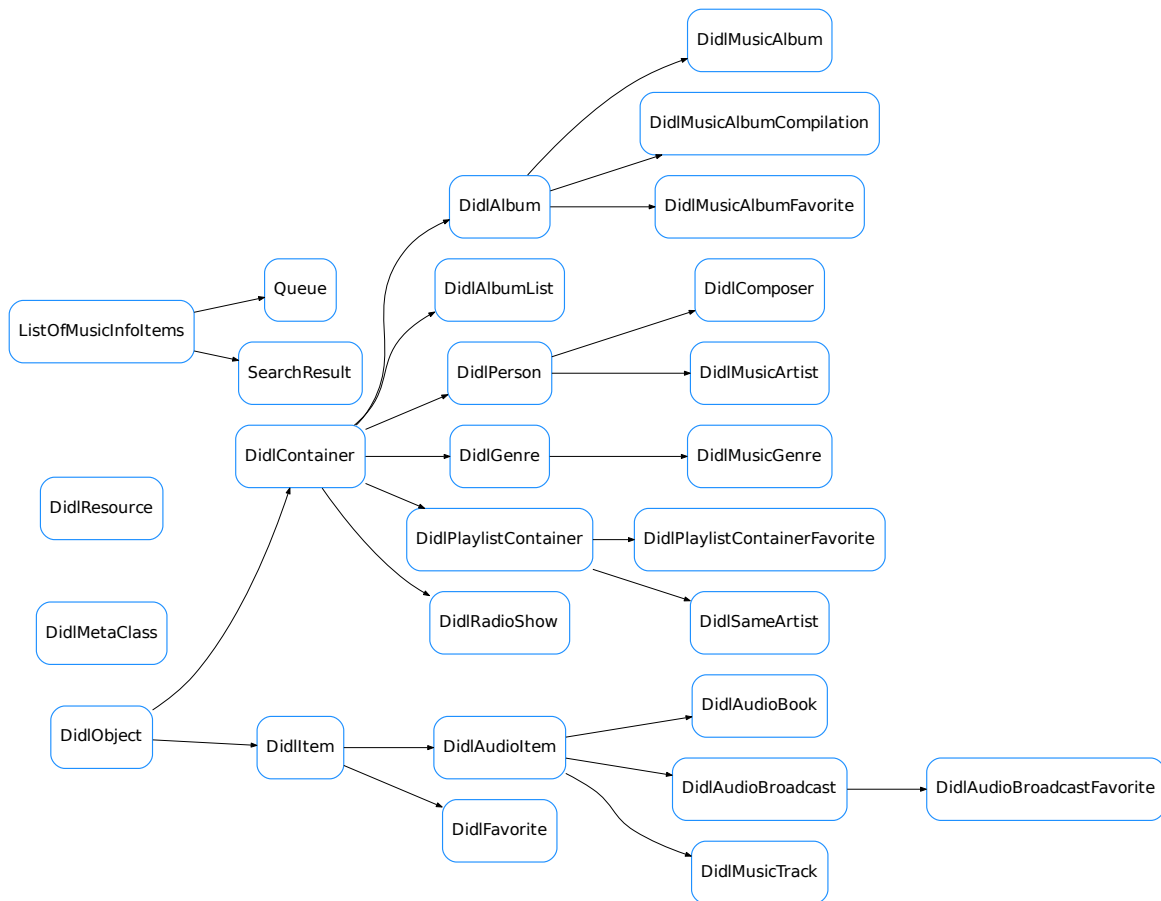 DidlMusicAlbum
DidlMusicAlbumCompilation
DidlAlbum
DidlMusicAlbumFavorite
Queue
DidlAlbumList
DidlComposer
ListOfMusicInfoItems
SearchResult
DidlPerson
DidlMusicArtist
DidlContainer
DidlGenre
DidlMusicGenre
DidlResource
DidlPlaylistContainer
DidlPlaylistContainerFavorite
DidlMetaClass
DidlRadioShow
DidlSameArtist
DidlObject
DidlItem
DidlAudioItem
DidlAudioBook
DidlAudioBroadcast
DidlAudioBroadcastFavorite
DidlFavorite
DidlMusicTrack